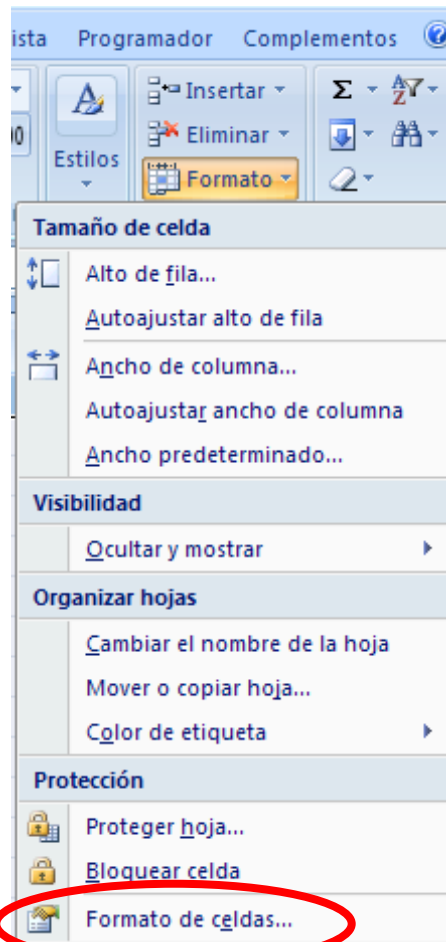 ista Programador Complementos
Insertar
Eliminar
Estilos
Formato
Σ
A
Z
Tamaño de celda
Alto de fila...
Autoajustar alto de fila
Ancho de columna...
Autoajustar ancho de columna
Ancho predeterminado...
Visibilidad
Ocultar y mostrar
Organizar hojas
Cambiar el nombre de la hoja
Mover o copiar hoja...
Color de etiqueta
Protección
Proteger hoja...
Bloquear celda
Formato de celdas...